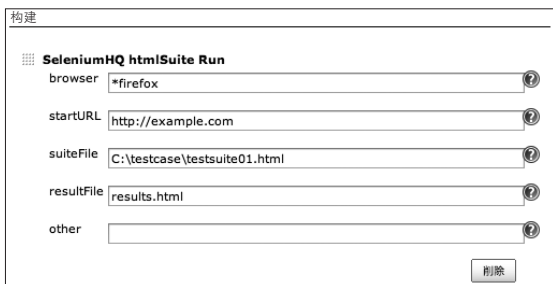 构建
SeleniumHQ htmlSuite Run
browser *firefox
startURL http://example.com
suiteFile C:\testcase\testsuite01.html
resultFile results.html
other
削除